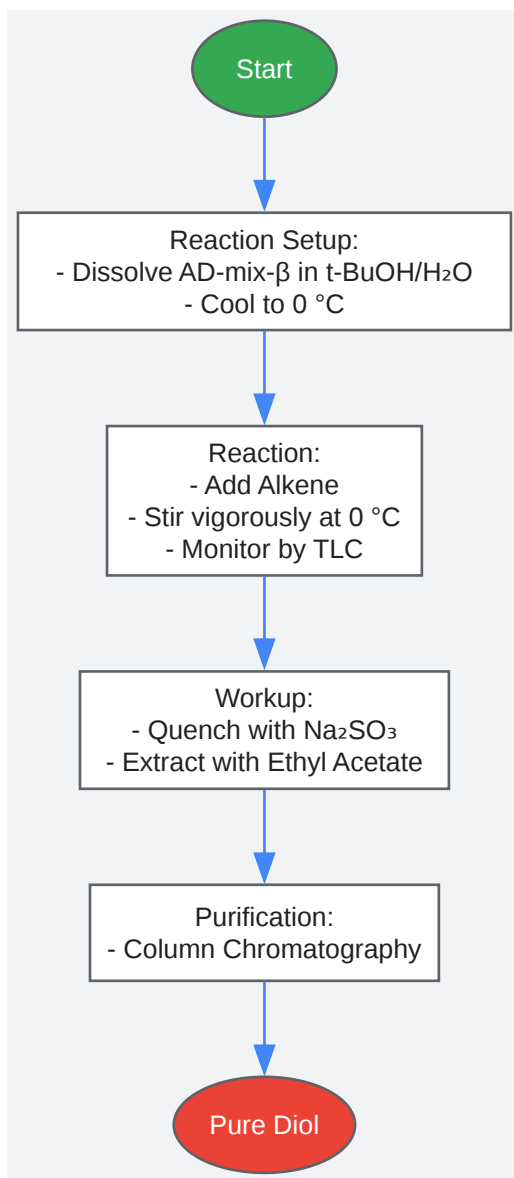 Start
Reaction Setup:
- Dissolve AD-mix-β in t-BuOH/H₂O
- Cool to 0 °C
Reaction:
- Add Alkene
- Stir vigorously at 0 °C
- Monitor by TLC
Workup:
- Quench with Na₂SO₃
- Extract with Ethyl Acetate
Purification:
- Column Chromatography
Pure Diol